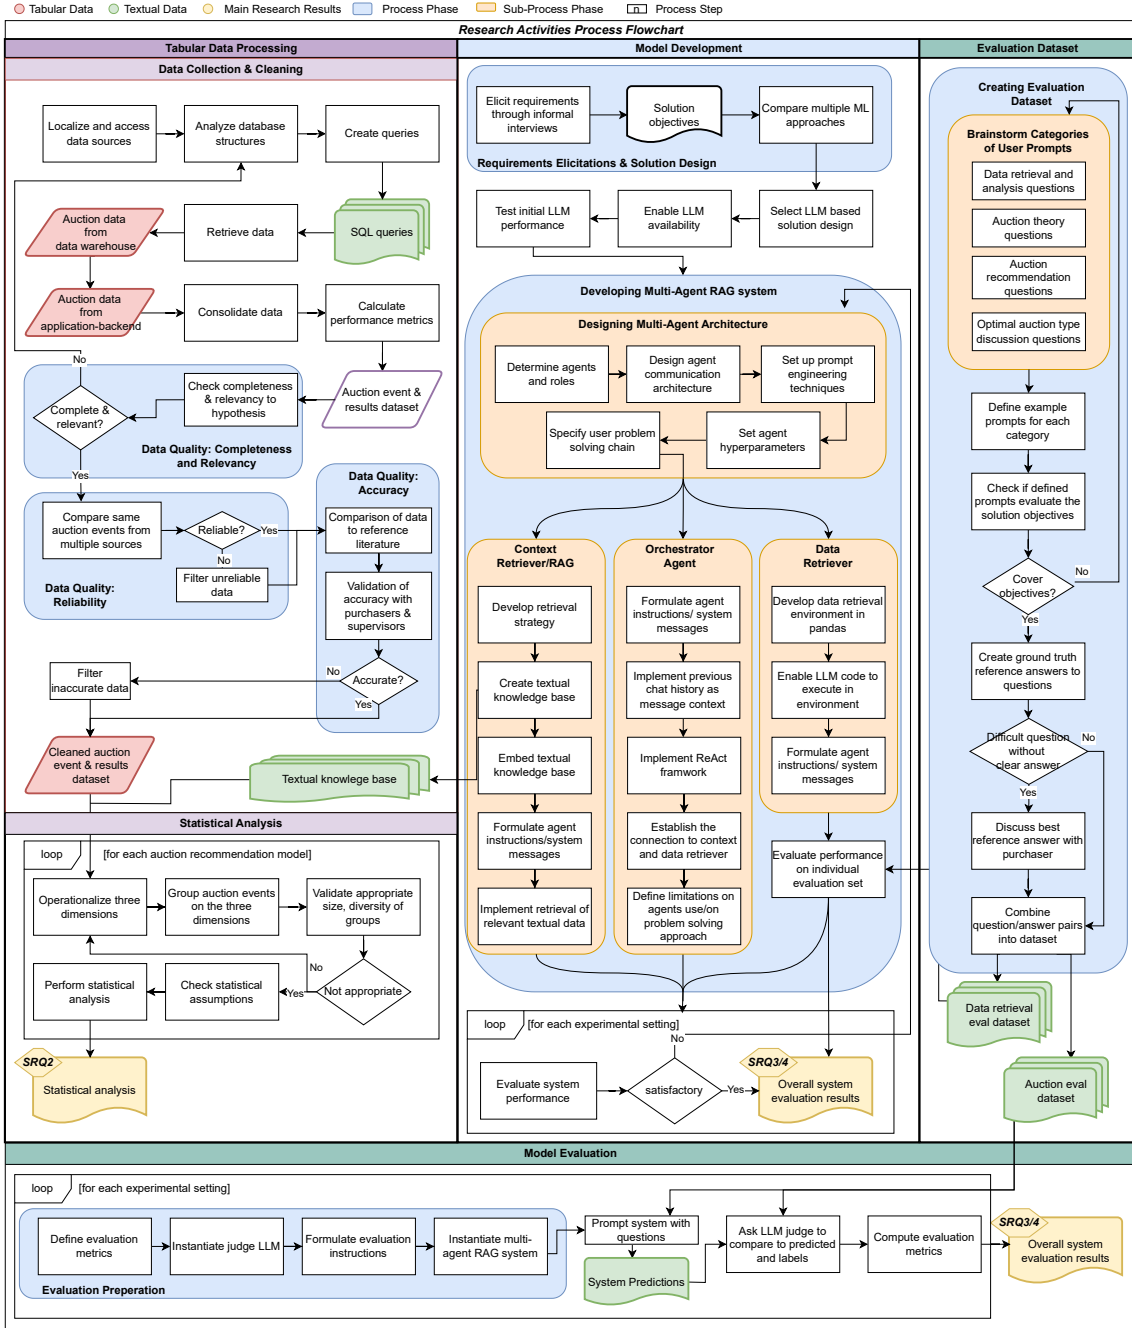 Tabular Data
Textual Data
Main Research Results
Process Phase
Sub-Process Phase
n
Process Step
Research Activities Process Flowchart
Tabular Data Processing
Model Development
Evaluation Dataset
Data Collection & Cleaning
Localize and access
data sources
Analyze database
structures
Create queries
Auction data
from
data warehouse
Retrieve data
SQL queries
Auction data
from
application-backend
Consolidate data
Calculate
performance metrics
No
Complete &
relevant?
Check completeness
& relevancy to
hypothesis
Auction event &
results dataset
Data Quality: Completeness
and Relevancy
Yes
Data Quality:
Accuracy
Compare same
auction events from
multiple sources
Reliable?
Yes
Comparison of data
to reference
literature
No
Filter unreliable
data
Data Quality:
Reliability
Validation of
accuracy with
purchasers &
supervisors
Filter
inaccurate data
No
Accurate?
Yes
Cleaned auction
event & results
dataset
Textual knowlege base
Statistical Analysis
loop
[for each auction recommendation model]
Operationalize three
dimensions
Group auction events
on the three
dimensions
Validate appropriate
size, diversity of
groups
No
Perform statistical
analysis
Check statistical
assumptions
Yes
Not appropriate
SRQ2
Statistical analysis
Elicit requirements
through informal
interviews
Solution
objectives
Compare multiple ML
approaches
Requirements Elicitations & Solution Design
Test initial LLM
performance
Enable LLM
availability
Select LLM based
solution design
Developing Multi-Agent RAG system
Designing Multi-Agent Architecture
Determine agents
and roles
Design agent
communication
architecture
Set up prompt
engineering
techniques
Specify user problem
solving chain
Set agent
hyperparameters
Context
Retriever/RAG
Orchestrator
Agent
Data
Retriever
Develop retrieval
strategy
Formulate agent
instructions/ system
messages
Develop data retrieval
environment in
pandas
Create textual
knowledge base
Implement previous
chat history as
message context
Enable LLM code to
execute in
environment
Embed textual
knowledge base
Implement ReAct
framwork
Formulate agent
instructions/ system
messages
Formulate agent
instructions/system
messages
Establish the
connection to context
and data retriever
Evaluate performance
on individual
evaluation set
Implement retrieval of
relevant textual data
Define limitations on
agents use/on
problem solving
approach
loop
[for each experimental setting]
No
Evaluate system
performance
satisfactory
Yes
SRQ3/4
Overall system
evaluation results
Creating Evaluation
Dataset
Brainstorm Categories
of User Prompts
Data retrieval and
analysis questions
Auction theory
questions
Auction
recommendation
questions
Optimal auction type
discussion questions
Define example
prompts for each
category
Check if defined
prompts evaluate the
solution objectives
No
Cover
objectives?
Yes
Create ground truth
reference answers to
questions
Difficult question
without
clear answer
No
Yes
Discuss best
reference answer with
purchaser
Combine
question/answer pairs
into dataset
Data retrieval
eval dataset
Auction eval
dataset
Model Evaluation
loop
[for each experimental setting]
Define evaluation
metrics
Instantiate judge LLM
Formulate evaluation
instructions
Instantiate multi-
agent RAG system
Evaluation Preperation
Prompt system with
questions
System Predictions
Ask LLM judge to
compare to predicted
and labels
Compute evaluation
metrics
SRQ3/4
Overall system
evaluation results